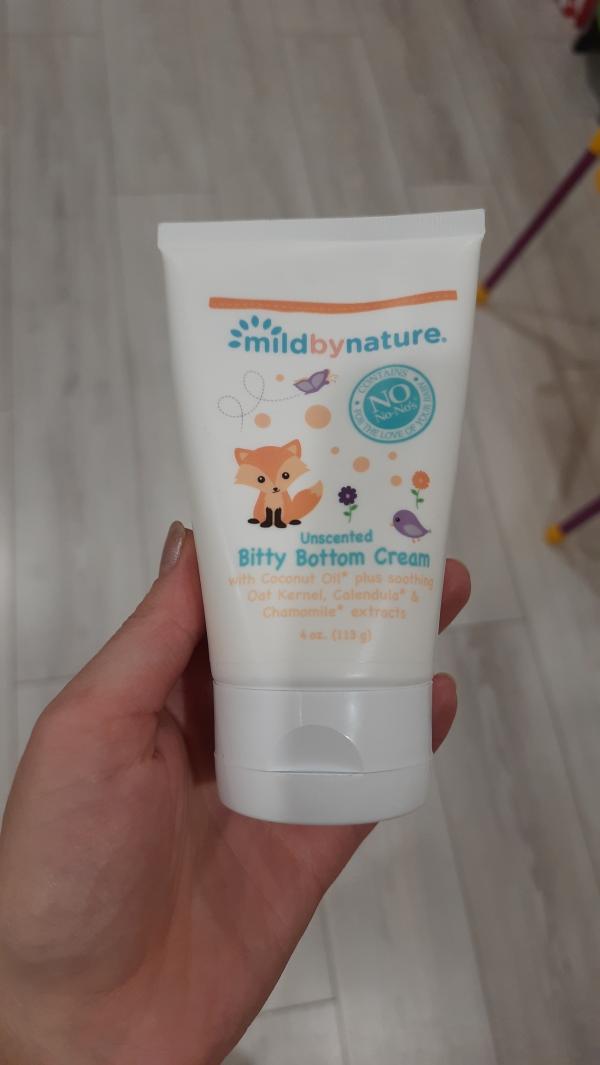 mildbynature.
CONTAINS
NO
No-No's
FOR THE LOVE OF YOUR BABY
Unscented
Bitty Bottom Cream
with Coconut Oil* plus soothing
Oat Kernel, Calendula* &
Chamomile* extracts
4 oz. (113 g)